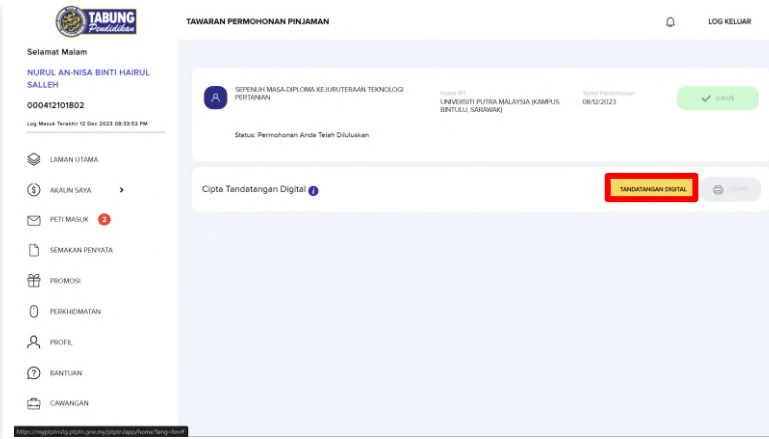 TABUNG
Pendidikan
TAWARAN PERMOHONAN PINJAMAN
LOG KELUAR
Selamat Malam
NURUL AN-NISA BINTI HAIRUL
SALLEH
000412101802
Log Masuk Terakhir 12 Dec 2023 08:33:53 PM
LAMAN UTAMA
AKAUN SAYA
PETI MASUK 2
SEMAKAN PENYATA
PROMOSI
PERKHIDMATAN
PROFIL
BANTUAN
CAWANGAN
SEPENUH MASA-DIPLOMA KEJURUTERAAN TEKNOLOGI
PERTANIAN
Status: Permohonan Anda Telah Diluluskan
Nama IPT
UNIVERSITI PUTRA MALAYSIA (KAMPUS
BINTULU, SARAWAK)
Tarikh Permohonan
08/12/2023
LULUS
Cipta Tandatangan Digital
TANDATANGAN DIGITAL
https://myptptnstg.ptptn.gov.my/ptptn/app/home?lang=bm#